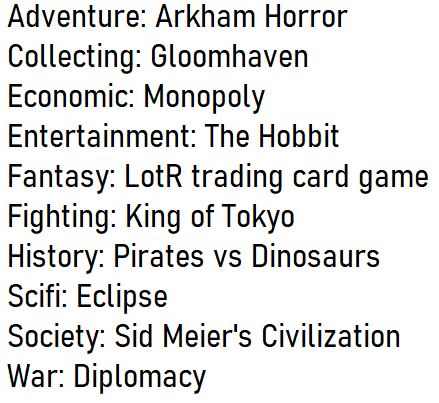 Adventure: Arkham Horror
Collecting: Gloomhaven
Economic: Monopoly
Entertainment: The Hobbit
Fantasy: LotR trading card game
Fighting: King of Tokyo
History: Pirates vs Dinosaurs
Scifi: Eclipse
Society: Sid Meier's Civilization
War: Diplomacy